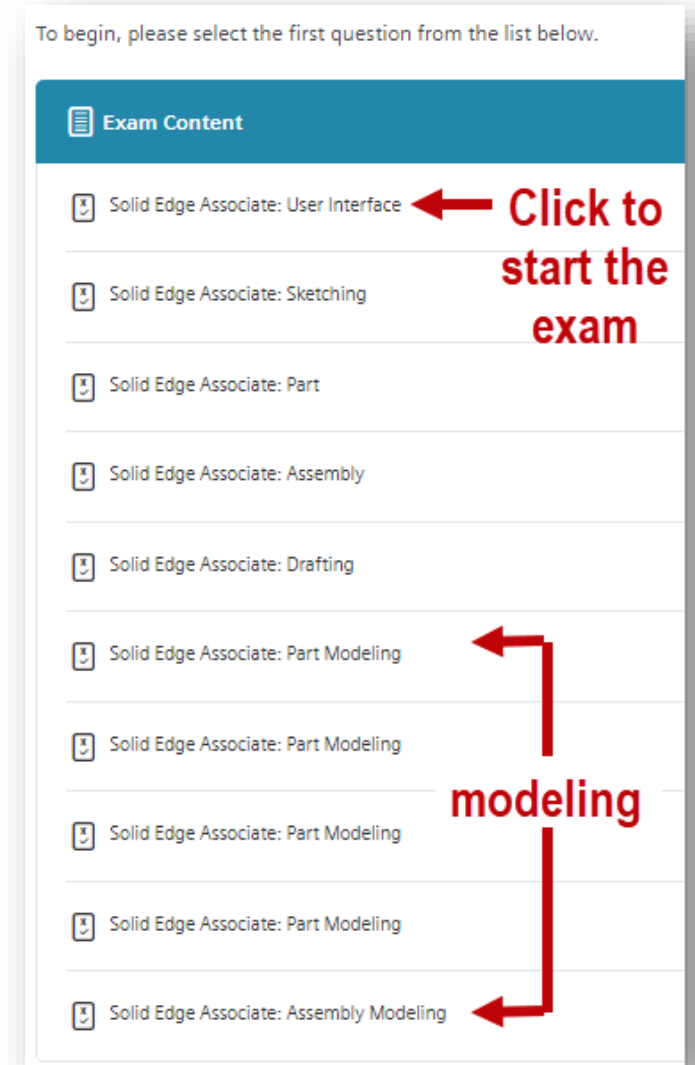 To begin, please select the first question from the list below.
Exam Content
Solid Edge Associate: User Interface
Click to
start the
exam
Solid Edge Associate: Sketching
Solid Edge Associate: Part
Solid Edge Associate: Assembly
Solid Edge Associate: Drafting
Solid Edge Associate: Part Modeling
Solid Edge Associate: Part Modeling
modeling
Solid Edge Associate: Part Modeling
Solid Edge Associate: Part Modeling
Solid Edge Associate: Assembly Modeling